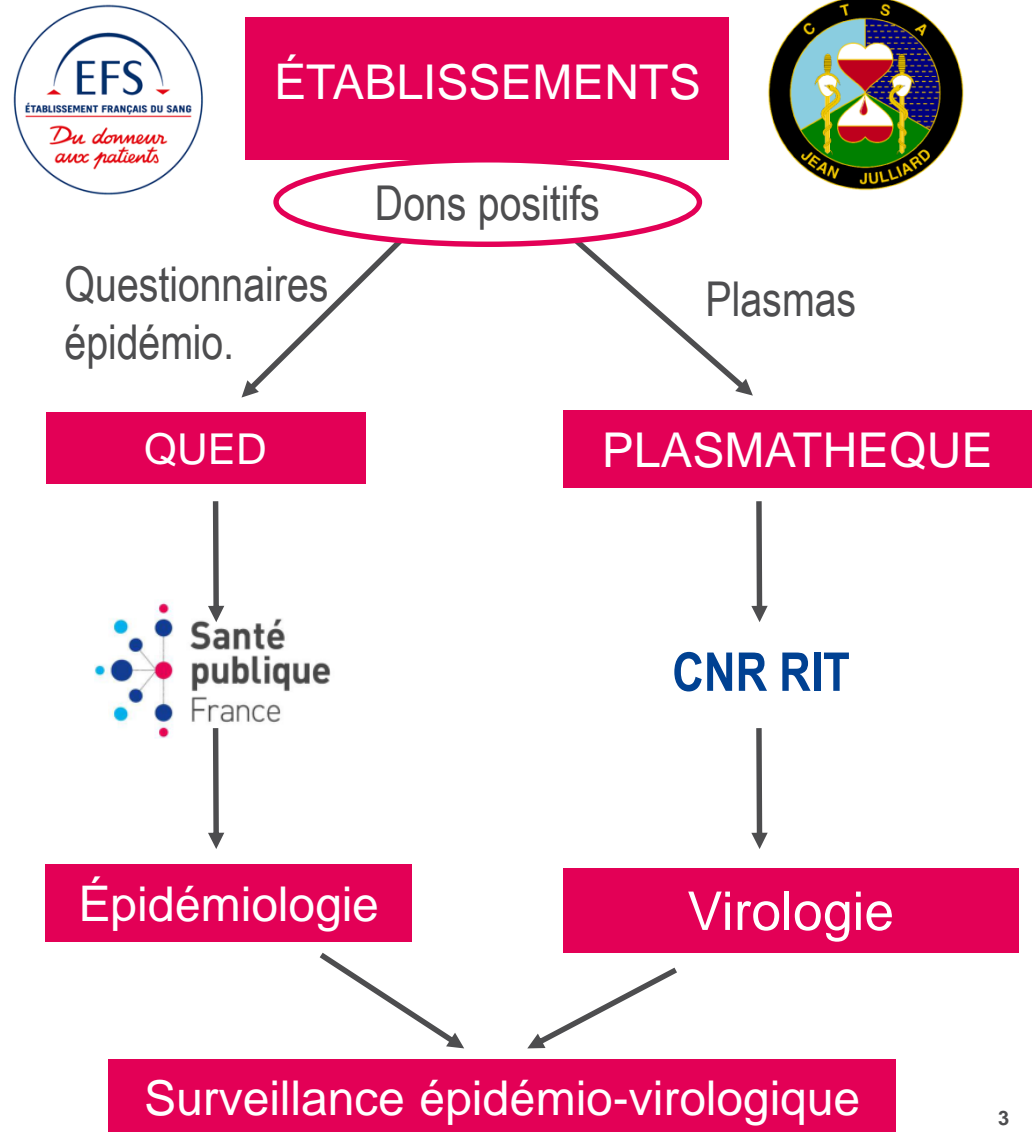 EFS
ÉTABLISSEMENT FRANÇAIS DU SANG
Du donneur
aux patients
ÉTABLISSEMENTS
C T S A
JEAN JULLIARD
Dons positifs
Questionnaires
épidémio.
Plasmas
QUED
PLASMATHEQUE
Santé
publique
France
CNR RIT
Épidémiologie
Virologie
Surveillance épidémio-virologique
3